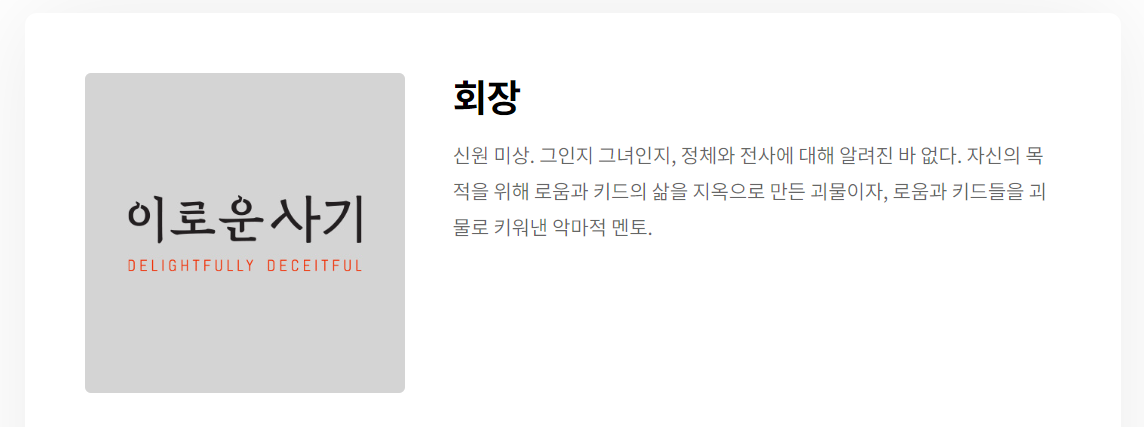 회장
신원 미상. 그인지 그녀인지, 정체와 전사에 대해 알려진 바 없다. 자신의 목
적을 위해 로움과 키드의 삶을 지옥으로 만든 괴물이자, 로움과 키드들을 괴
물로 키워낸 악마적 멘토.
이로운 사기
DELIGHTFULLY DECEITFUL